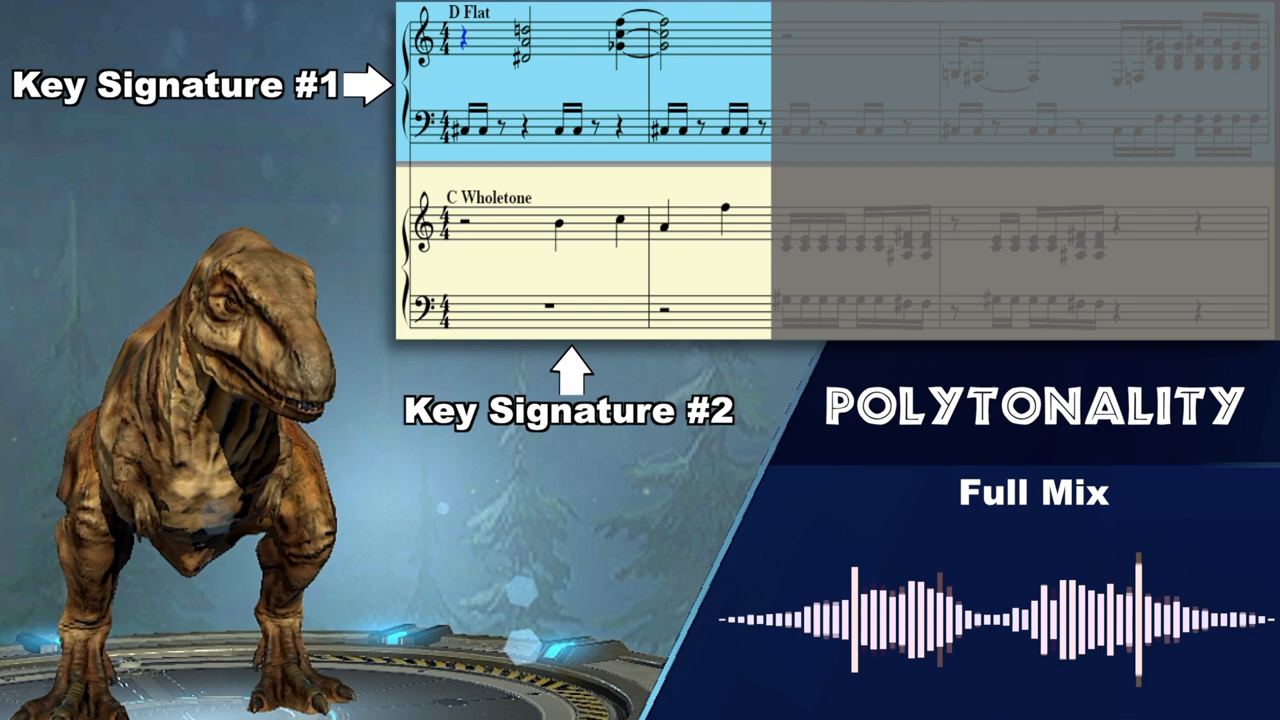 D Flat
Key Signature #1
C Wholetone
Key Signature #2
POLYTONALITY
Full Mix